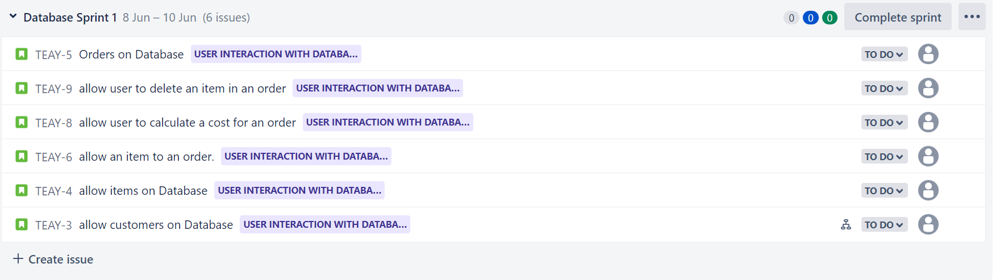 Database Sprint 1 8 Jun – 10 Jun (6 issues) 0 0 0 Complete sprint •••
TEAY-5 Orders on Database USER INTERACTION WITH DATABA... TO DO
TEAY-9 allow user to delete an item in an order USER INTERACTION WITH DATABA... TO DO
TEAY-8 allow user to calculate a cost for an order USER INTERACTION WITH DATABA... TO DO
TEAY-6 allow an item to an order. USER INTERACTION WITH DATABA... TO DO
TEAY-4 allow items on Database USER INTERACTION WITH DATABA... TO DO
TEAY-3 allow customers on Database USER INTERACTION WITH DATABA... TO DO
+ Create issue